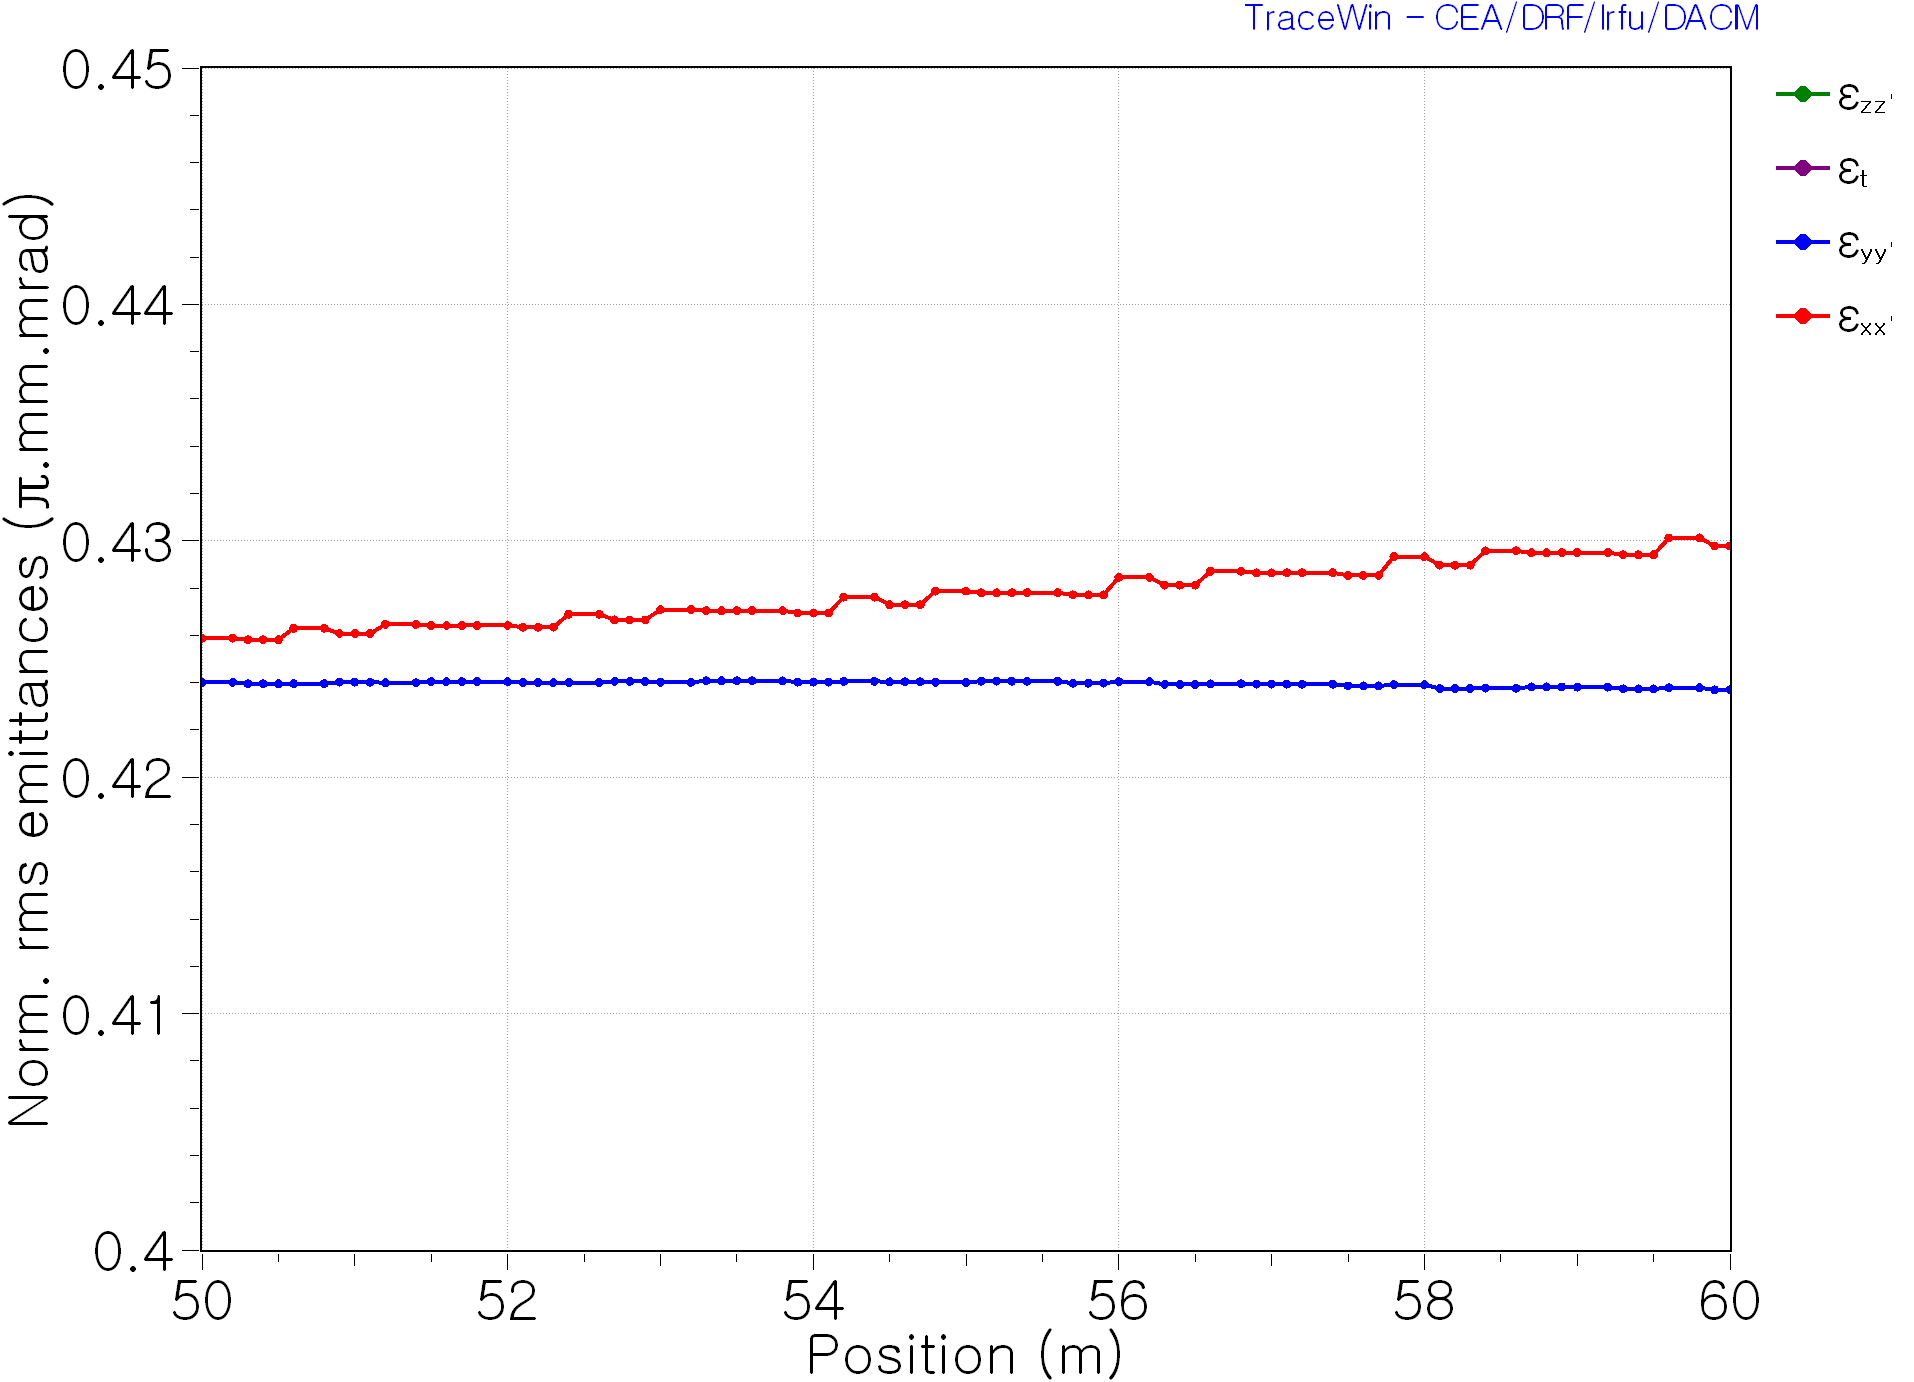 TraceWin - CEA/DRF/Irfu/DACM
0.45
0.44
0.43
0.42
0.41
0.4
Norm. rms emittances (π.mm.mrad)
50 52 54 56 58 60
Position (m)
εzz'
εt
εyy'
εxx'